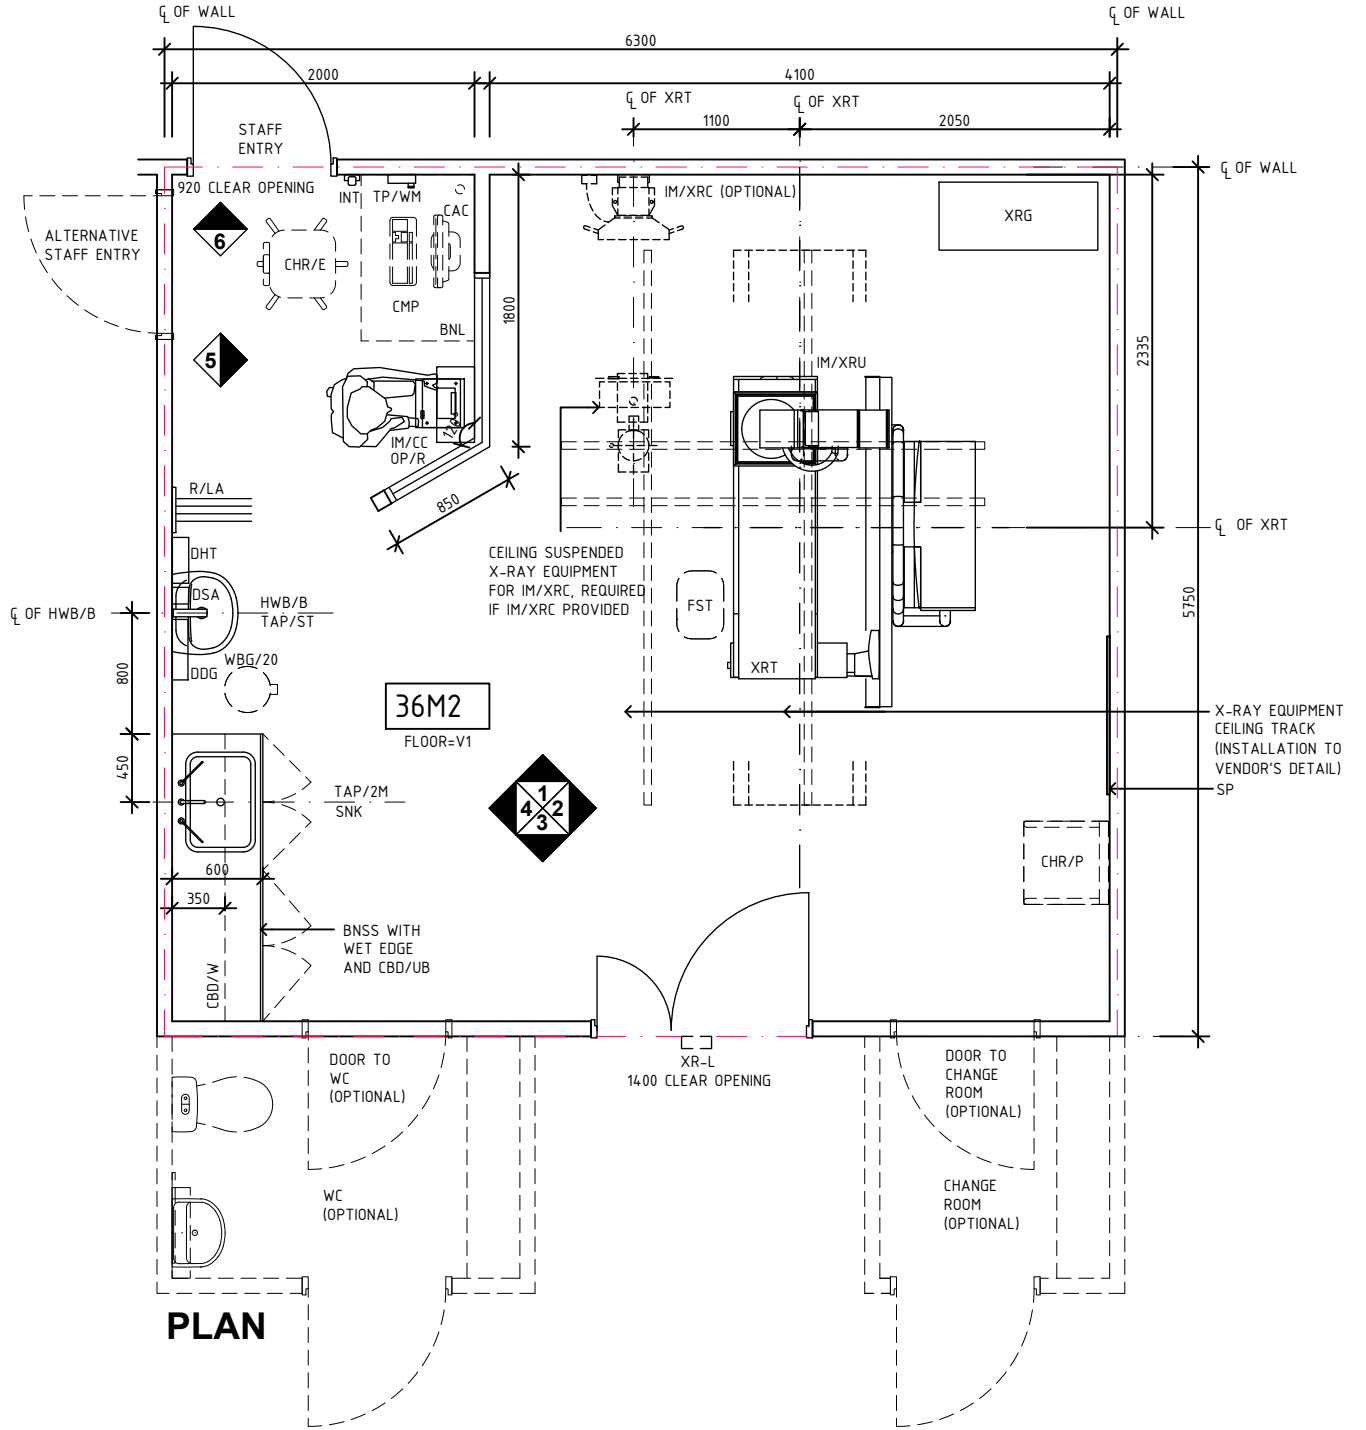 ℄ OF WALL
℄ OF WALL
6300
2000
4100
℄ OF XRT
℄ OF XRT
1100
2050
STAFF
ENTRY
℄ OF WALL
920 CLEAR OPENING
INT
TP/WM
CAC
IM/XRC (OPTIONAL)
XRG
ALTERNATIVE
STAFF ENTRY
6
CHR/E
CMP
BNL
1800
2335
5
IM/XRU
120
IM/CC
OP/R
R/LA
850
℄ OF XRT
DHT
CEILING SUSPENDED
X-RAY EQUIPMENT
FOR IM/XRC, REQUIRED
IF IM/XRC PROVIDED
DSA
HWB/B
TAP/ST
℄ OF HWB/B
FST
5750
DDG
WBG/20
XRT
800
36M2
FLOOR=V1
X-RAY EQUIPMENT
CEILING TRACK
(INSTALLATION TO
VENDOR'S DETAIL)
SP
450
TAP/2M
SNK
1
4 2
3
600
350
CHR/P
BNSS WITH
WET EDGE
AND CBD/UB
CBD/W
DOOR TO
WC
(OPTIONAL)
XR-L
1400 CLEAR OPENING
DOOR TO
CHANGE
ROOM
(OPTIONAL)
WC
(OPTIONAL)
CHANGE
ROOM
(OPTIONAL)
PLAN